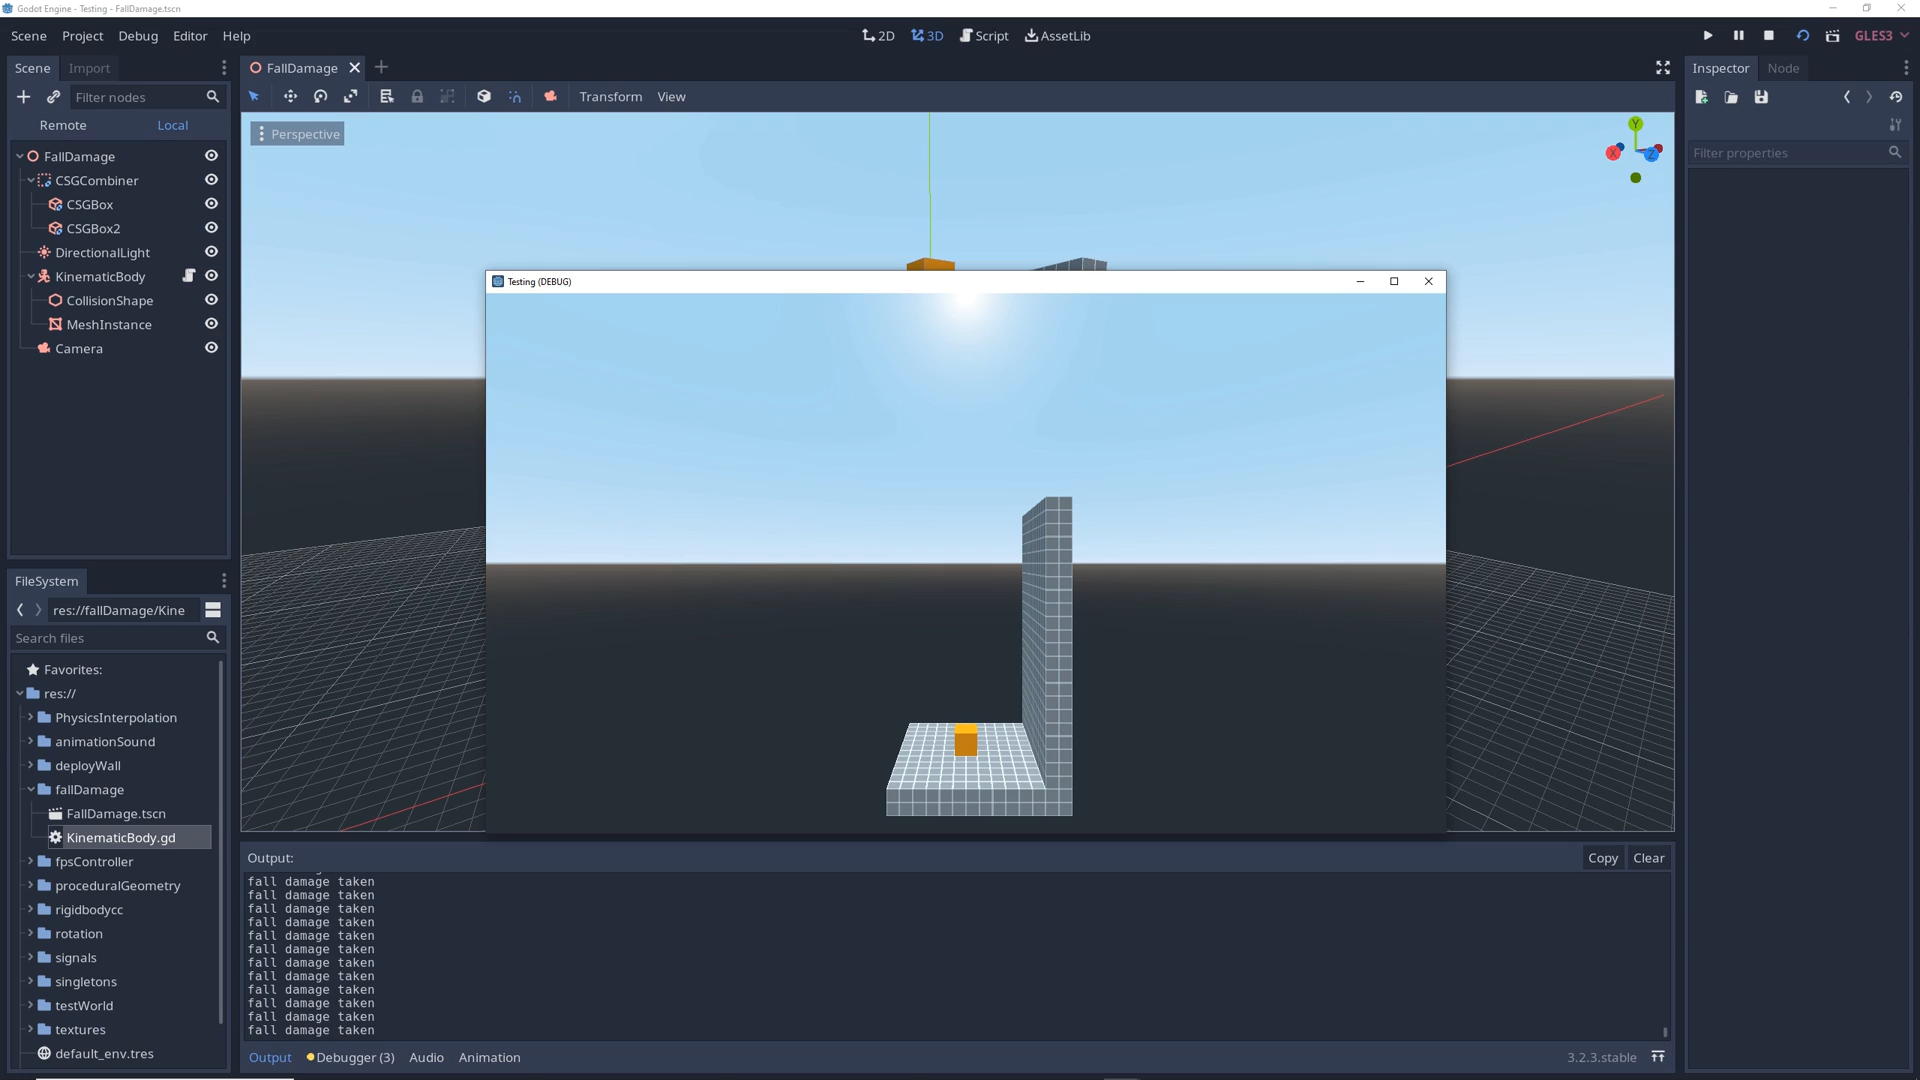 Godot Engine - Testing - FallDamage.tscn
Scene Project Debug Editor Help
2D 3D Script AssetLib
GLES3
Scene Import
FallDamage
Inspector Node
Filter nodes
Transform View
Remote Local
Perspective
Y
X
Z
Filter properties
FallDamage
CSGCombiner
CSGBox
CSGBox2
DirectionalLight
KinematicBody
CollisionShape
MeshInstance
Camera
Testing (DEBUG)
FileSystem
res://fallDamage/Kine
Search files
Favorites:
res://
PhysicsInterpolation
animationSound
deployWall
fallDamage
FallDamage.tscn
KinematicBody.gd
fpsController
proceduralGeometry
rigidbodycc
rotation
signals
singletons
testWorld
textures
default_env.tres
Output:
Copy Clear
fall damage taken
fall damage taken
fall damage taken
fall damage taken
fall damage taken
fall damage taken
fall damage taken
fall damage taken
fall damage taken
fall damage taken
fall damage taken
fall damage taken
Output Debugger (3) Audio Animation
3.2.3.stable